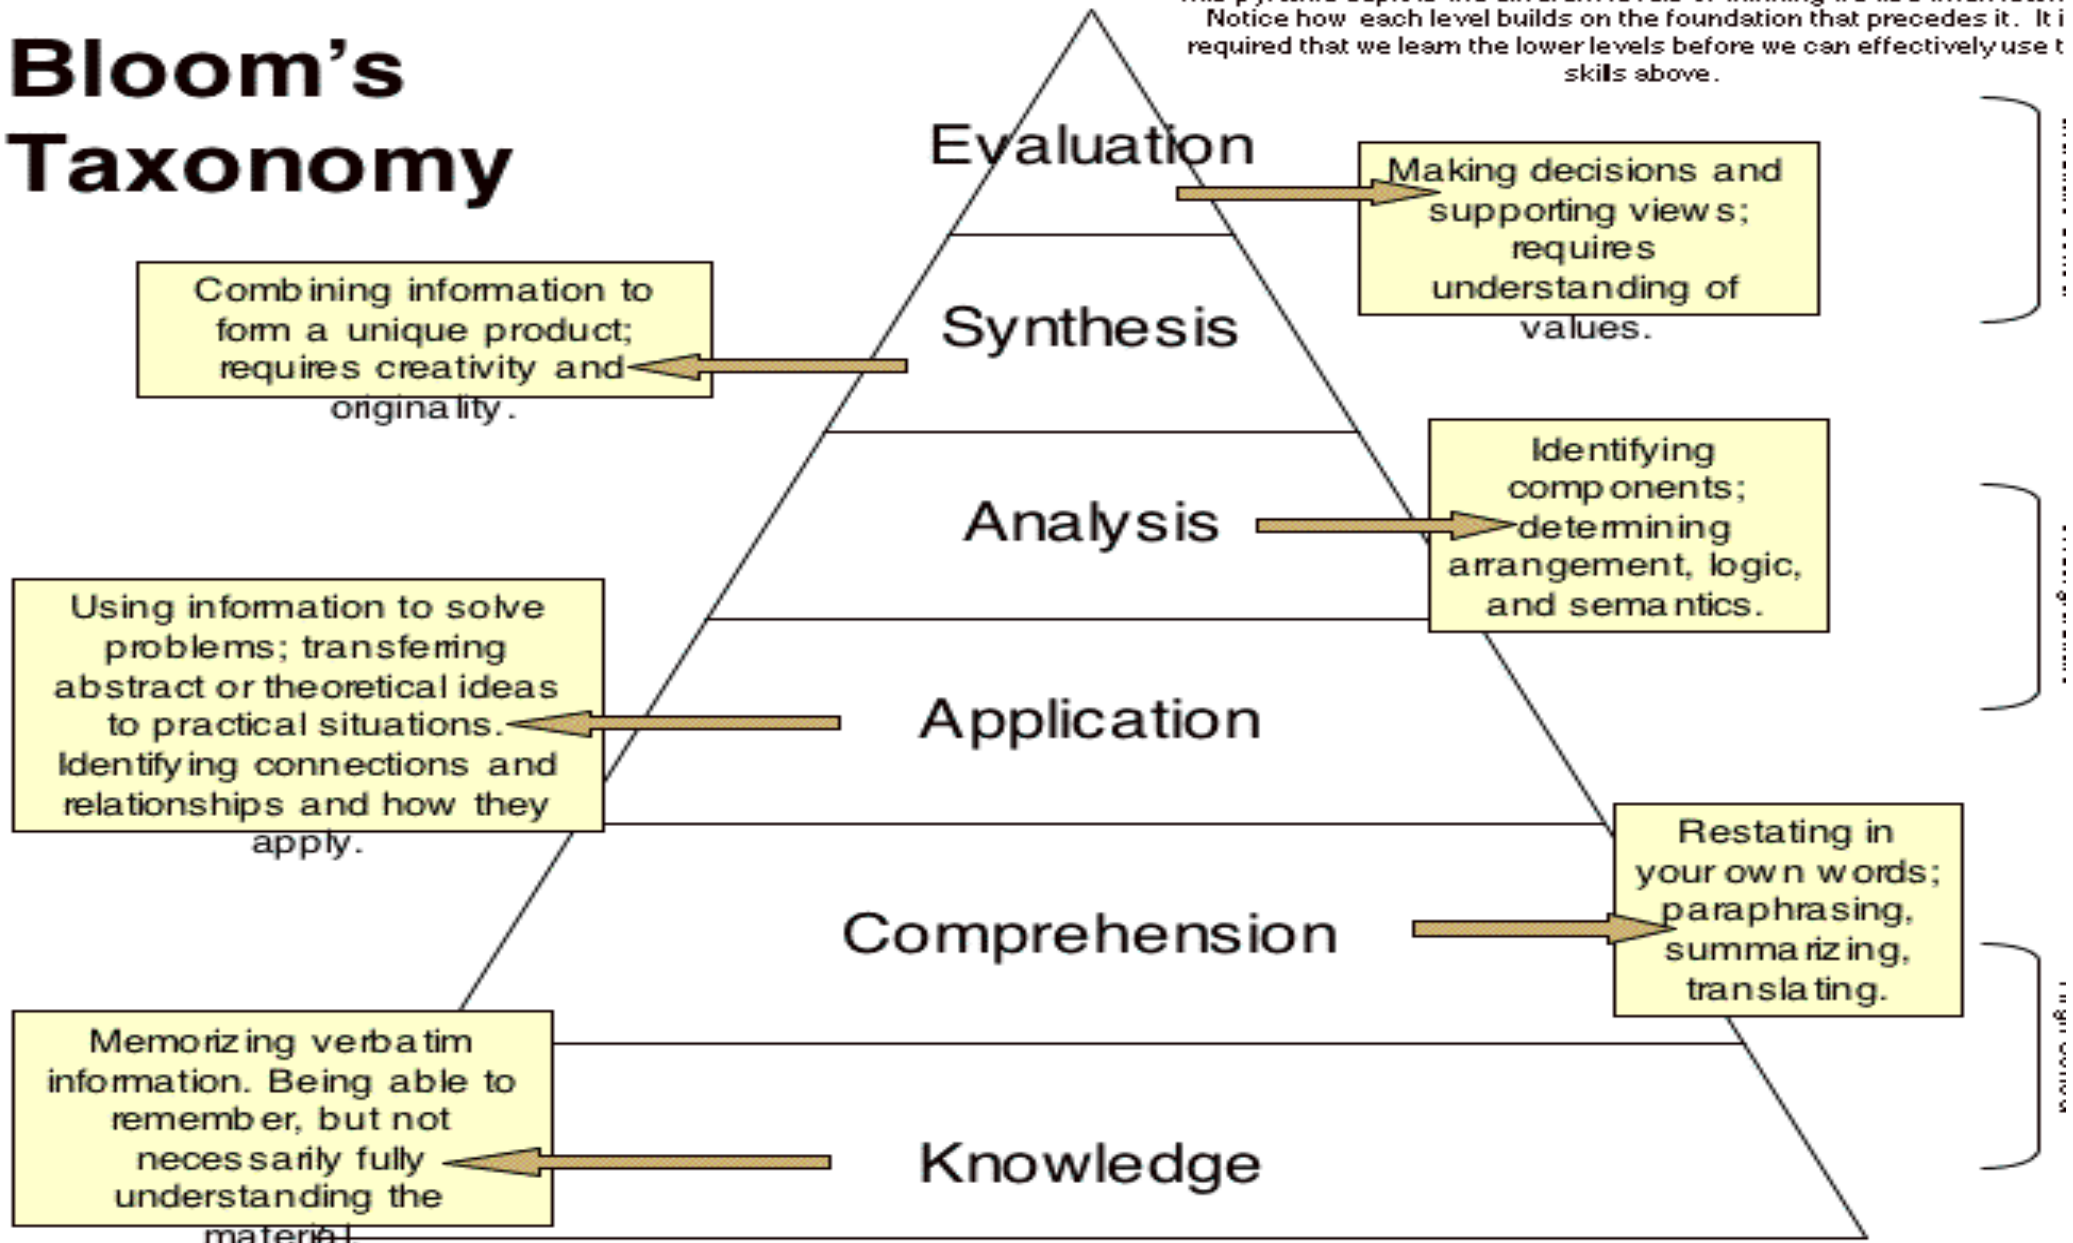 Bloom's
Taxonomy
Notice how each level builds on the foundation that precedes it. It i
required that we learn the lower levels before we can effectively use t
skills above.
Evaluation
Making decisions and
supporting views;
requires
understanding of
values.
Combining information to
form a unique product;
requires creativity and
originality.
Synthesis
Identifying
components;
determining
arrangement, logic,
and semantics.
Analysis
Using information to solve
problems; transferring
abstract or theoretical ideas
to practical situations.
Identifying connections and
relationships and how they
apply.
Application
Restating in
your own words;
paraphrasing,
summarizing,
translating.
Comprehension
Memorizing verbatim
information. Being able to
remember, but not
necessarily fully
understanding the
material.
Knowledge